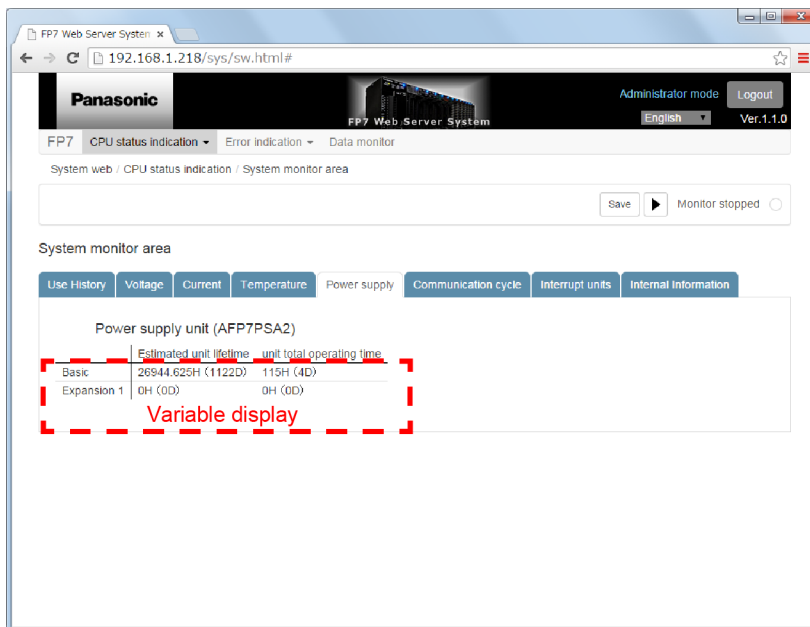 FP7 Web Server System
192.168.1.218/sys/sw.html#
Panasonic
FP7 Web Server System
Administrator mode Logout
English Ver.1.1.0
FP7 CPU status indication Error indication Data monitor
System web / CPU status indication / System monitor area
Save Monitor stopped
System monitor area
Use History Voltage Current Temperature Power supply Communication cycle Interrupt units Internal Information
Power supply unit (AFP7PSA2)
Estimated unit lifetime unit total operating time
Basic 26944.625H (1122D) 115H (4D)
Expansion 1 0H (0D) 0H (0D)
Variable display